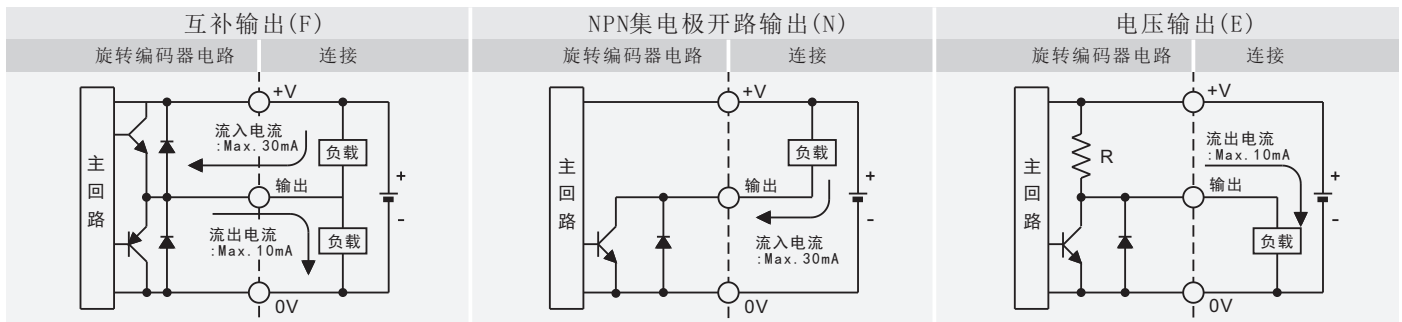 互补输出(F)
旋转编码器电路 连接
+V
流入电流
:Max.30mA
负载
主回路
输出
+
-
流出电流
:Max.10mA
负载
0V
NPN集电极开路输出(N)
旋转编码器电路 连接
+V
负载
主回路
输出
+
-
流入电流
:Max.30mA
0V
电压输出(E)
旋转编码器电路 连接
+V
流出电流
:Max.10mA
R
主回路
输出
+
-
负载
0V